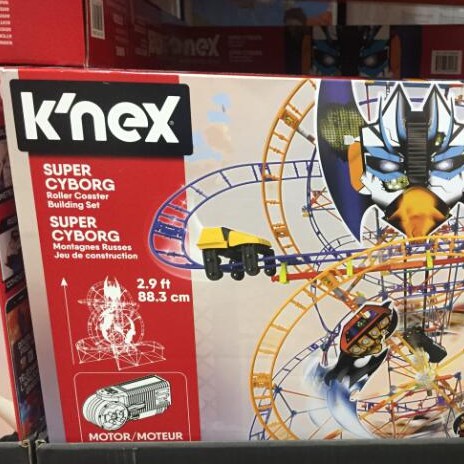 k'nex
k'nex
SUPER
CYBORG
Roller Coaster
Building Set
SUPER
CYBORG
Montagnes Russes
Jeu de construction
2.9 ft
88.3 cm
MOTOR/MOTEUR